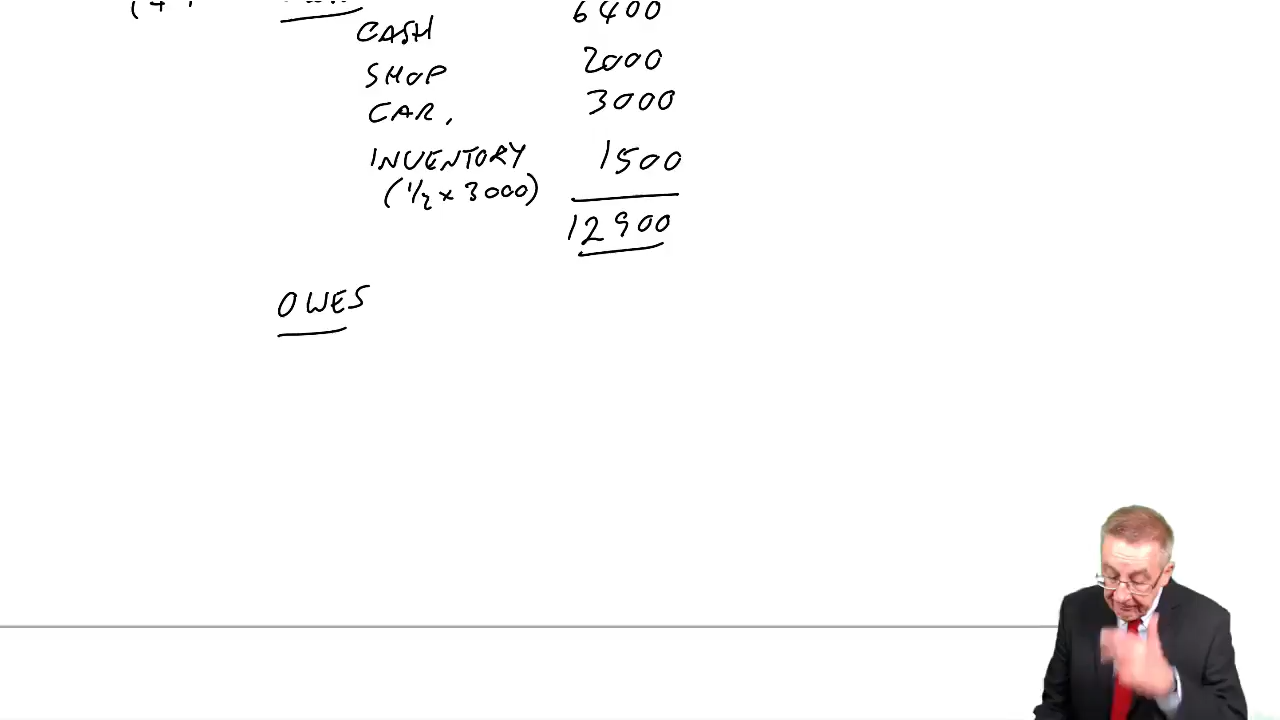 CASH 6400
SHOP 2000
CAR, 3000
INVENTORY 1500
(1/2 x 3000)
12900
OWES